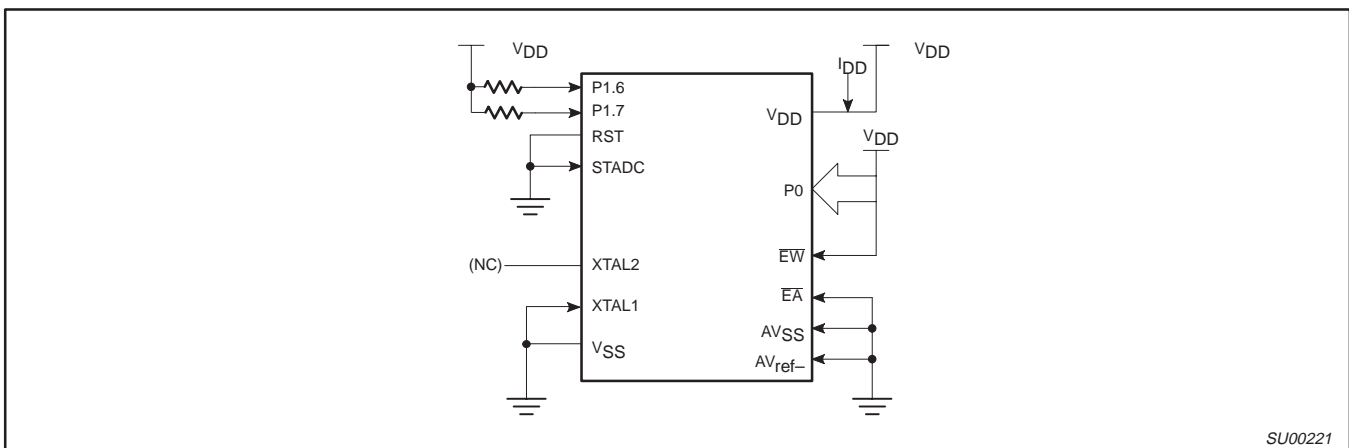 VDD
P1.6
P1.7
RST
STADC
(NC)
XTAL2
XTAL1
VSS
IDD
VDD
VDD
VDD
P0
EW
EA
AVSS
AVref–
SU00221